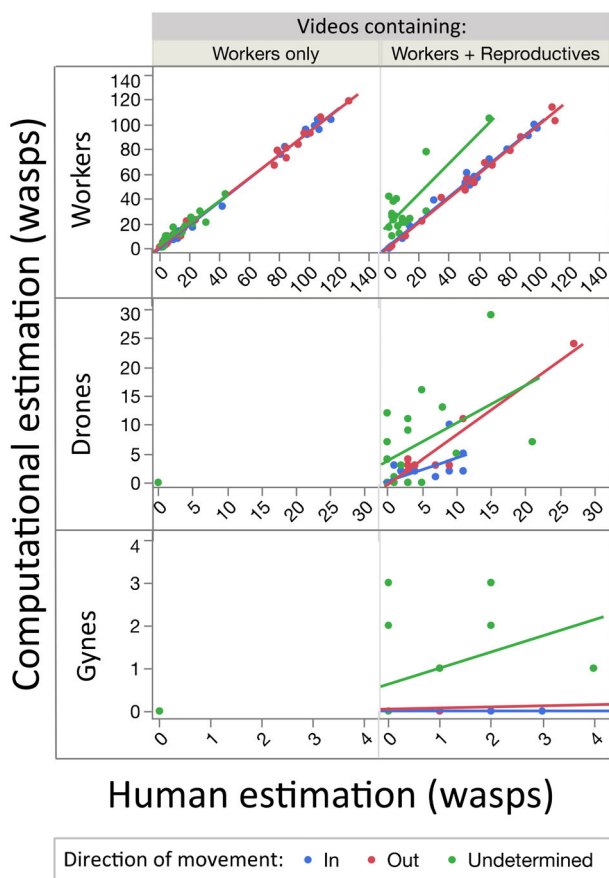 Videos containing:
Workers only
Workers + Reproductives
Computational estimation (wasps)
Workers
140
120
100
80
60
40
20
0
0 20 40 60 80 100 120 140
0 20 40 60 80 100 120 140
Drones
30
25
20
15
10
5
0
0 5 10 15 20 25 30
0 5 10 15 20 25 30
Gynes
4
3
2
1
0
0 1 2 3 4
0 1 2 3 4
Human estimation (wasps)
Direction of movement: In Out Undetermined